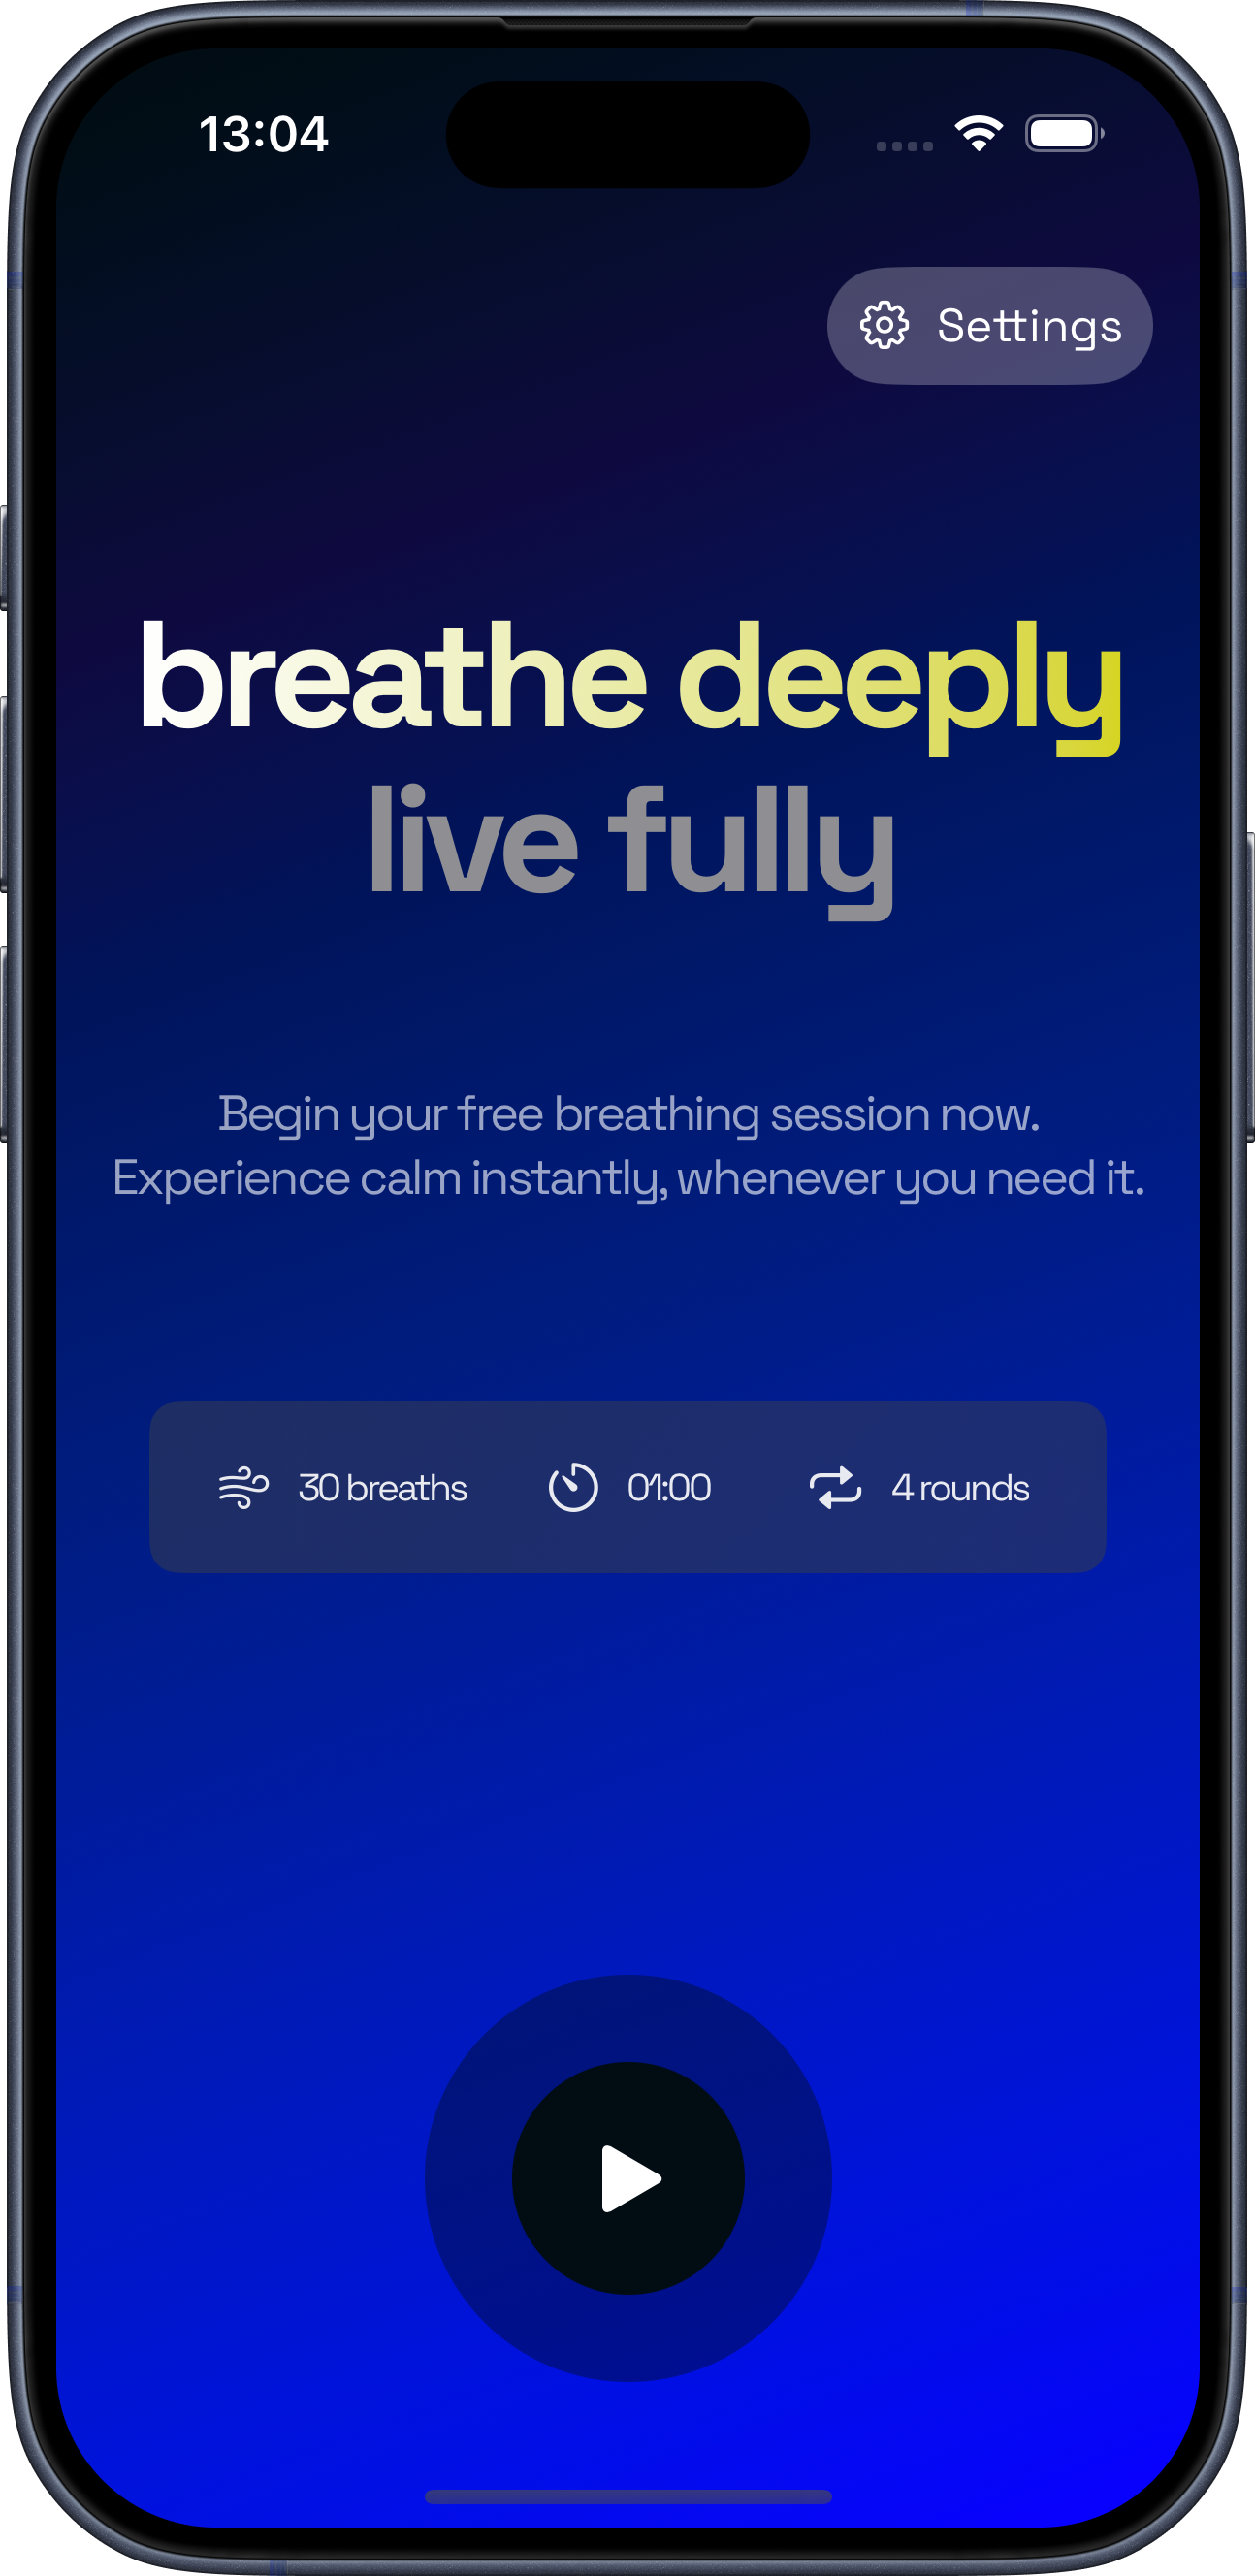 13:04
Settings
breathe deeply
live fully
Begin your free breathing session now.
Experience calm instantly, whenever you need it.
30 breaths 01:00 4 rounds